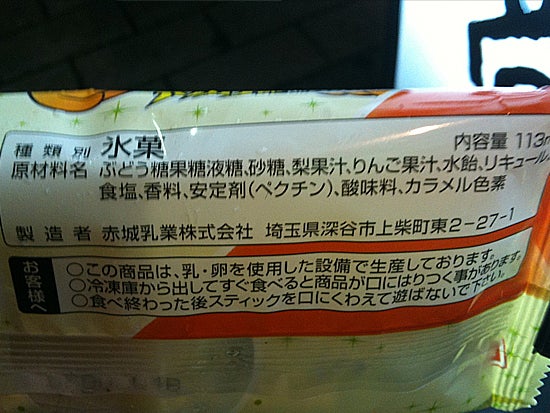 種類別 氷菓 内容量 113m
原材料名 ぶどう糖果糖液糖、砂糖、梨果汁、りんご果汁、水飴、リキュール、
食塩、香料、安定剤(ペクチン)、酸味料、カラメル色素
製造者 赤城乳業株式会社 埼玉県深谷市上柴町東2-27-1
お客様へ
○この商品は、乳・卵を使用した設備で生産しております。
○冷凍庫から出してすぐ食べると商品が口にはりつく事があります。
○食べ終わった後スティックを口にくわえて遊ばないで下さい。